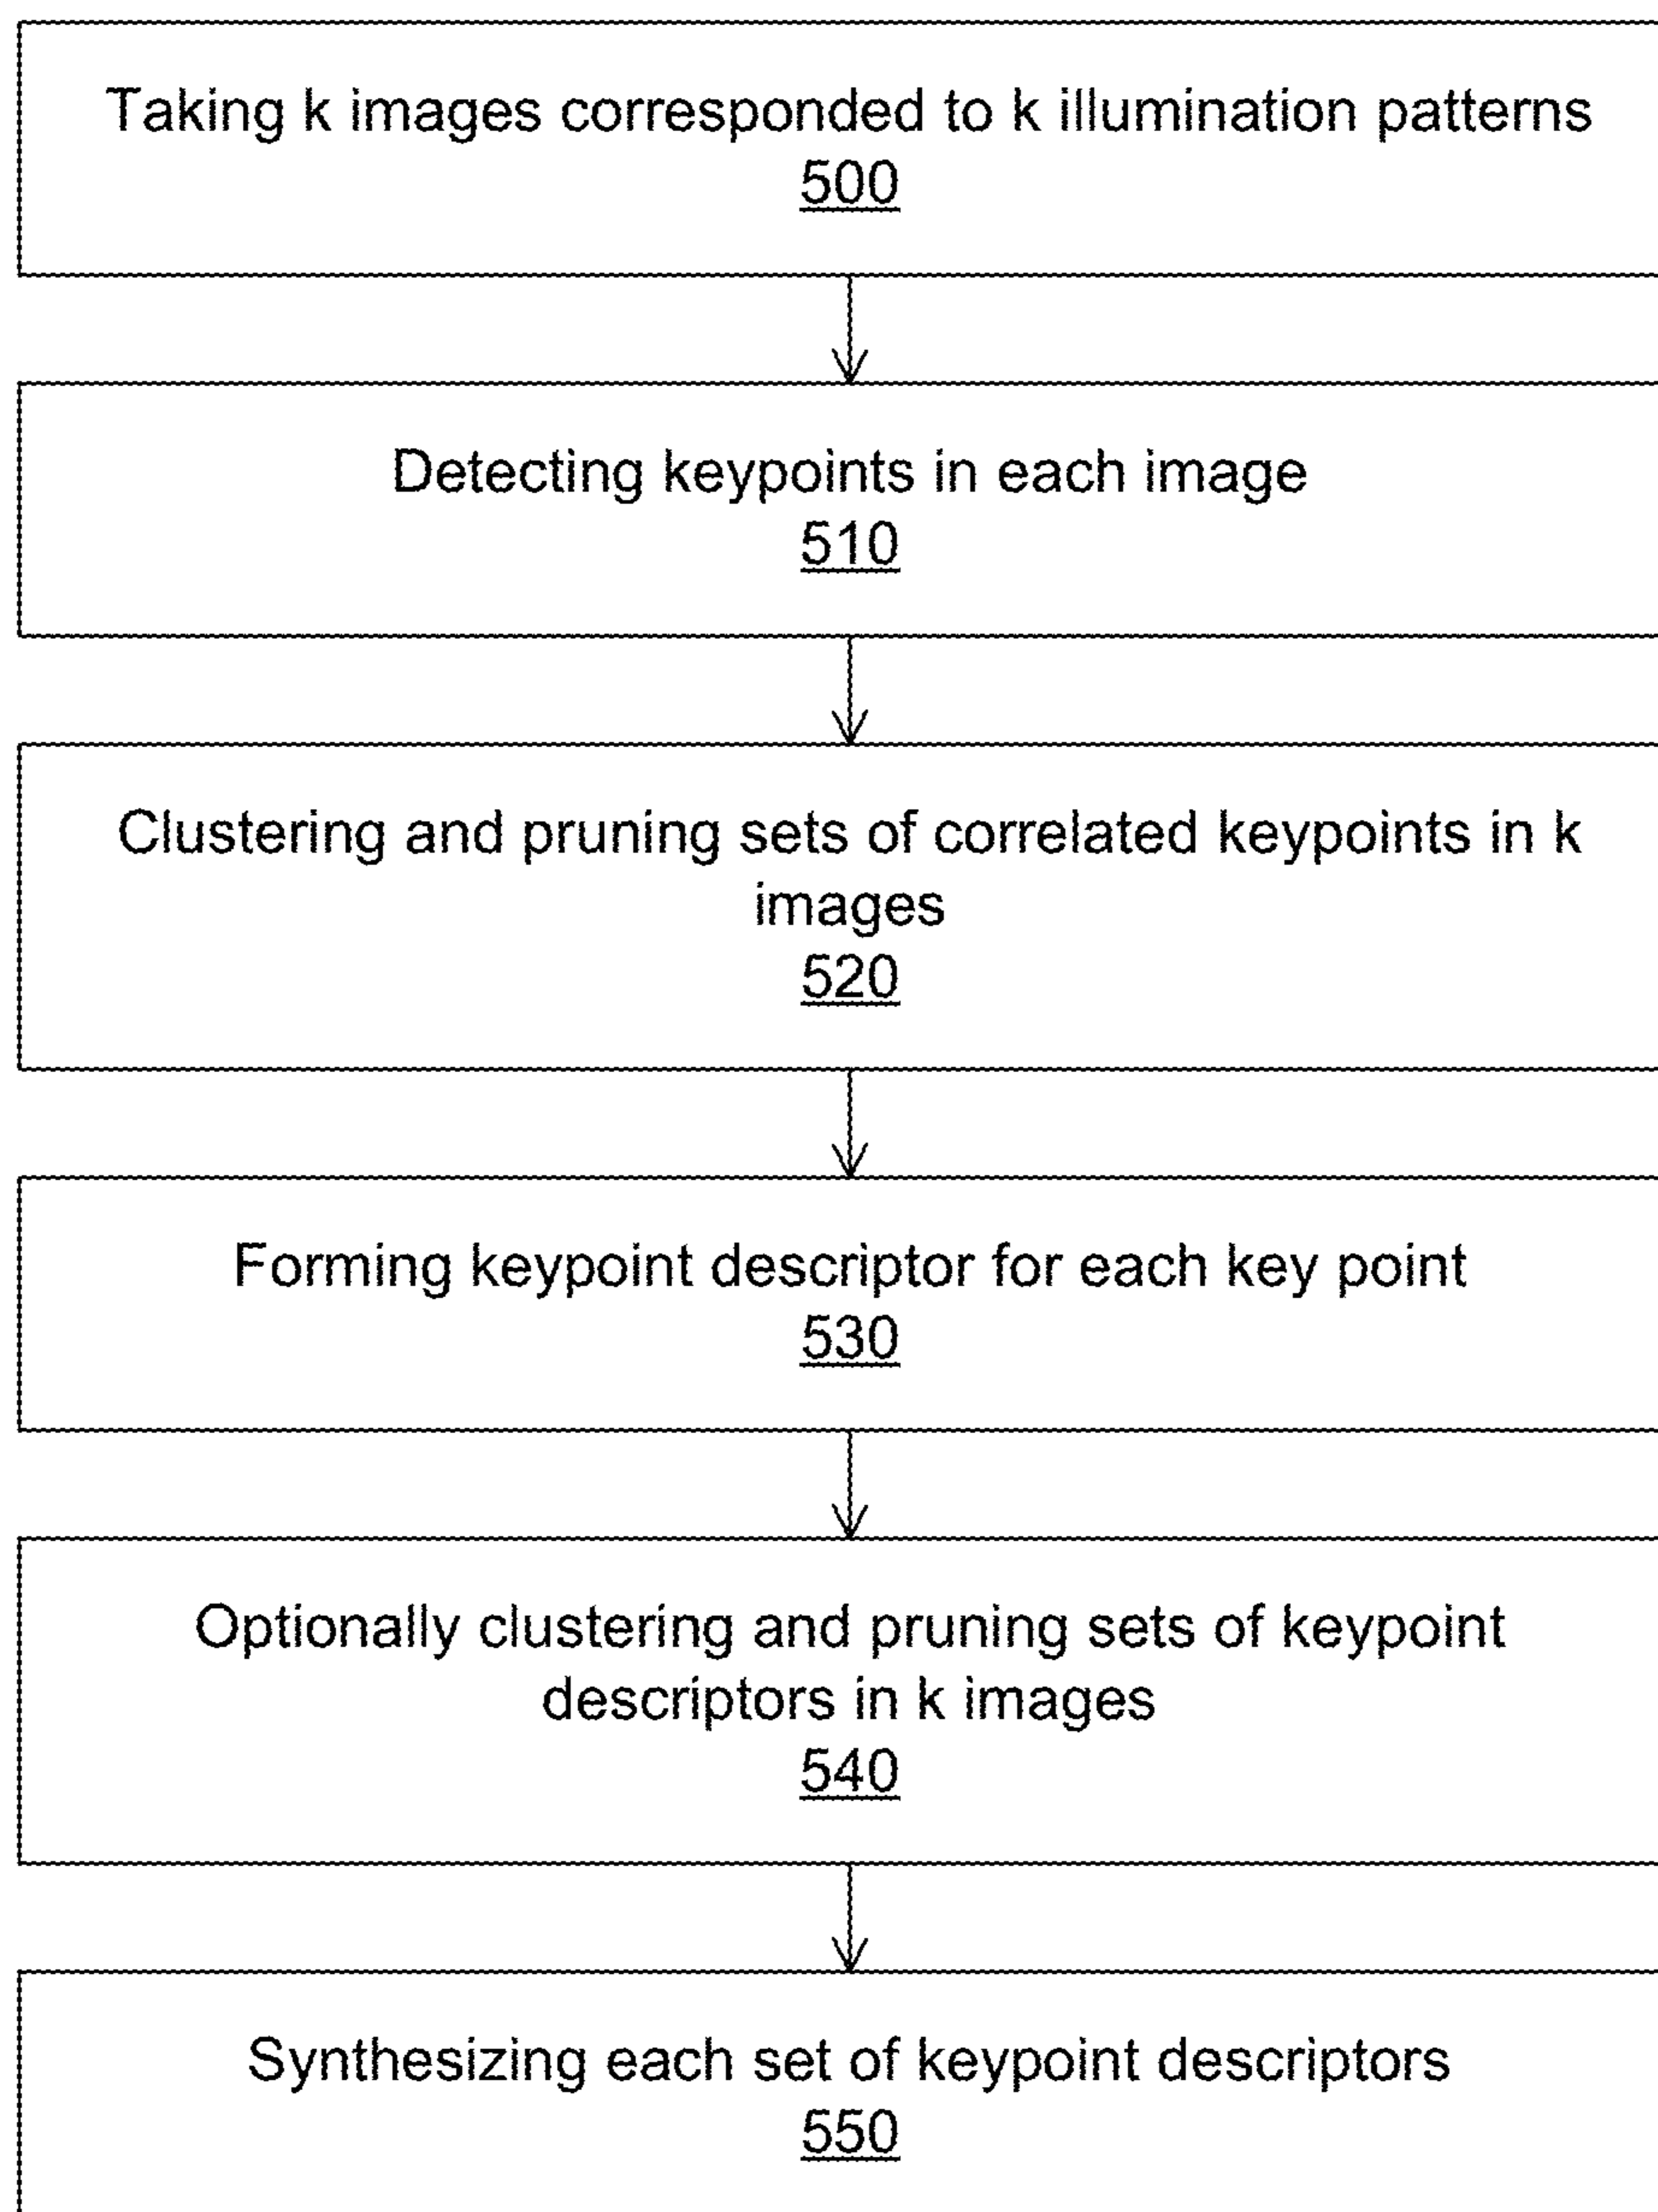 Taking k images corresponded to k illumination patterns
500
Detecting keypoints in each image
510
Clustering and pruning sets of correlated keypoints in k
images
520
Forming keypoint descriptor for each key point
530
Optionally clustering and pruning sets of keypoint
descriptors in k images
540
Synthesizing each set of keypoint descriptors
550